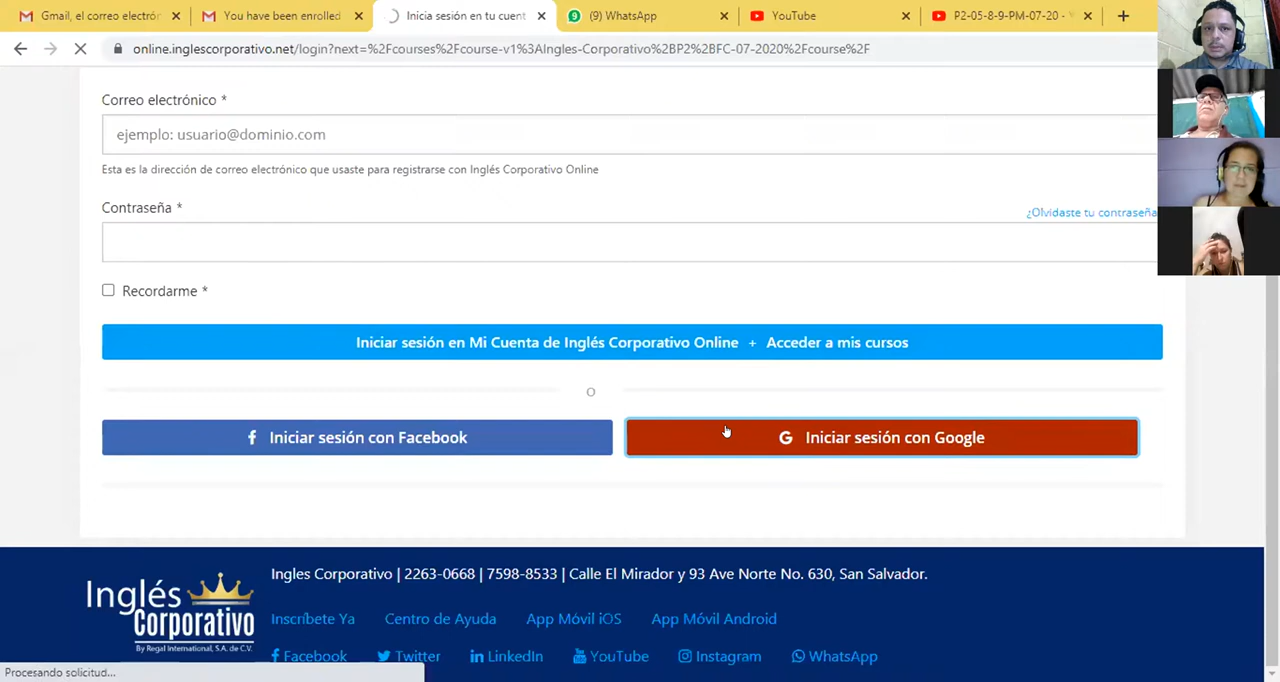 Gmail, el correo electrór
You have been enrolled
Inicia sesión en tu cuent
9
(9) WhatsApp
YouTube
P2-05-8-9-PM-07-20 -
online.inglescorporativo.net/login?next=%2Fcourses%2Fcourse-v1%3AIngles-Corporativo%2BP2%2BFC-07-2020%2Fcourse%2F
Correo electrónico *
ejemplo: usuario@dominio.com
Esta es la dirección de correo electrónico que usaste para registrarse con Inglés Corporativo Online
Contraseña *
¿Olvidaste tu contraseña
Recordarme *
Iniciar sesión en Mi Cuenta de Inglés Corporativo Online + Acceder a mis cursos
o
Iniciar sesión con Facebook
Iniciar sesión con Google
Inglés Corporativo
By Regal International, S.A. de C.V.
Ingles Corporativo | 2263-0668 | 7598-8533 | Calle El Mirador y 93 Ave Norte No. 630, San Salvador.
Inscríbete Ya Centro de Ayuda App Móvil iOS App Móvil Android
Facebook Twitter LinkedIn YouTube Instagram WhatsApp
Procesando solicitud...